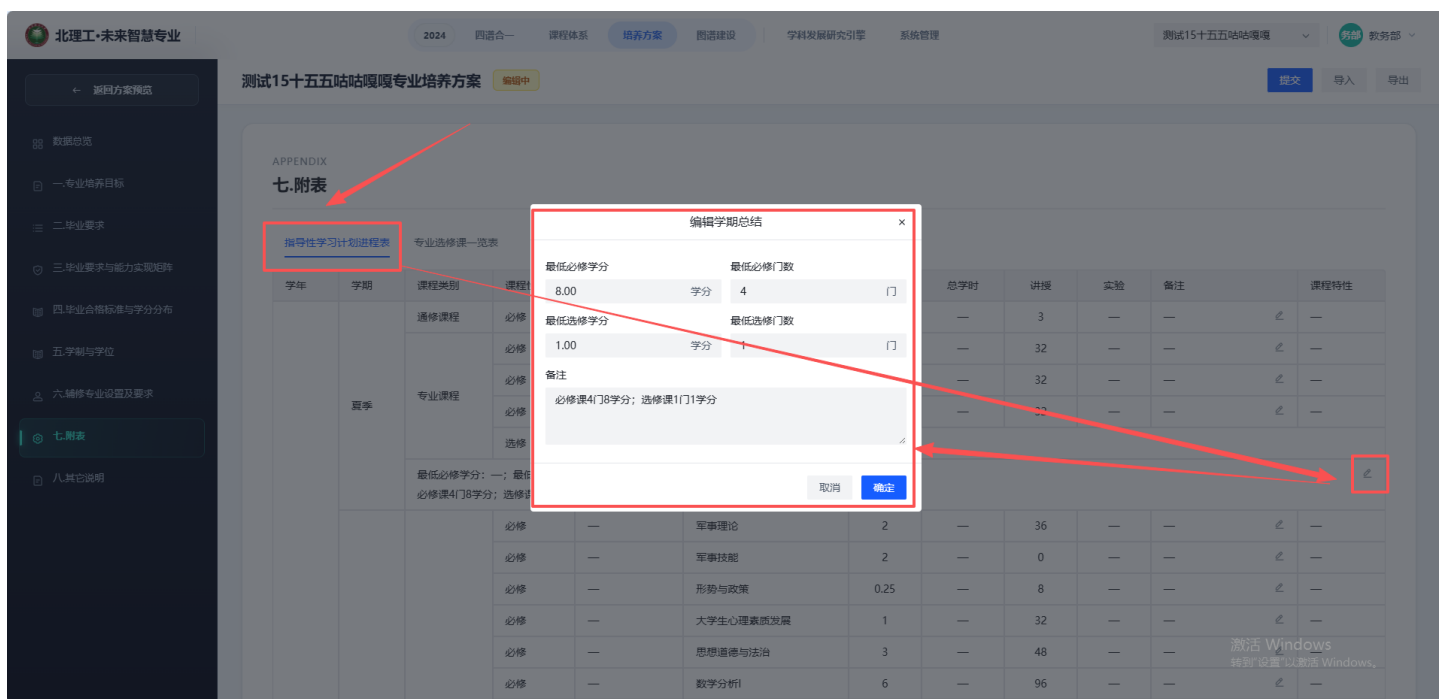 北理工·未来智慧专业
2024 四谱合一 课程体系 培养方案 图谱建设 学科发展研究引擎 系统管理
测试15十五五咕咕嘎嘎 务部 教务部
← 返回方案预览
测试15十五五咕咕嘎嘎专业培养方案 编辑中
提交 导入 导出
数据总览
一.专业培养目标
二.毕业要求
三.毕业要求与能力实现矩阵
四.毕业合格标准与学分分布
五.学制与学位
六.辅修专业设置及要求
七.附表
八.其它说明
APPENDIX
七.附表
指导性学习计划进程表 专业选修课一览表
学年 学期 课程类别 总学时 讲授 实验 备注 课程特性
通修课程 必修 — 3 — — —
必修 — 32 — — —
夏季 专业课程 必修 — 32 — — —
必修 — 32 — — —
选修
最低必修学分：—；最低
必修课4门8学分；选修课
编辑学期总结 ×
最低必修学分 最低必修门数
8.00 学分 4 门
最低选修学分 最低选修门数
1.00 学分 1 门
备注
必修课4门8学分；选修课1门1学分
取消 确定
必修 — 军事理论 2 — 36 — — —
必修 — 军事技能 2 — 0 — — —
必修 — 形势与政策 0.25 — 8 — — —
必修 — 大学生心理素质发展 1 — 32 — — —
必修 — 思想道德与法治 3 — 48 — — —
必修 — 数学分析I 6 — 96 — — —
激活 Windows
转到"设置"以激活 Windows。